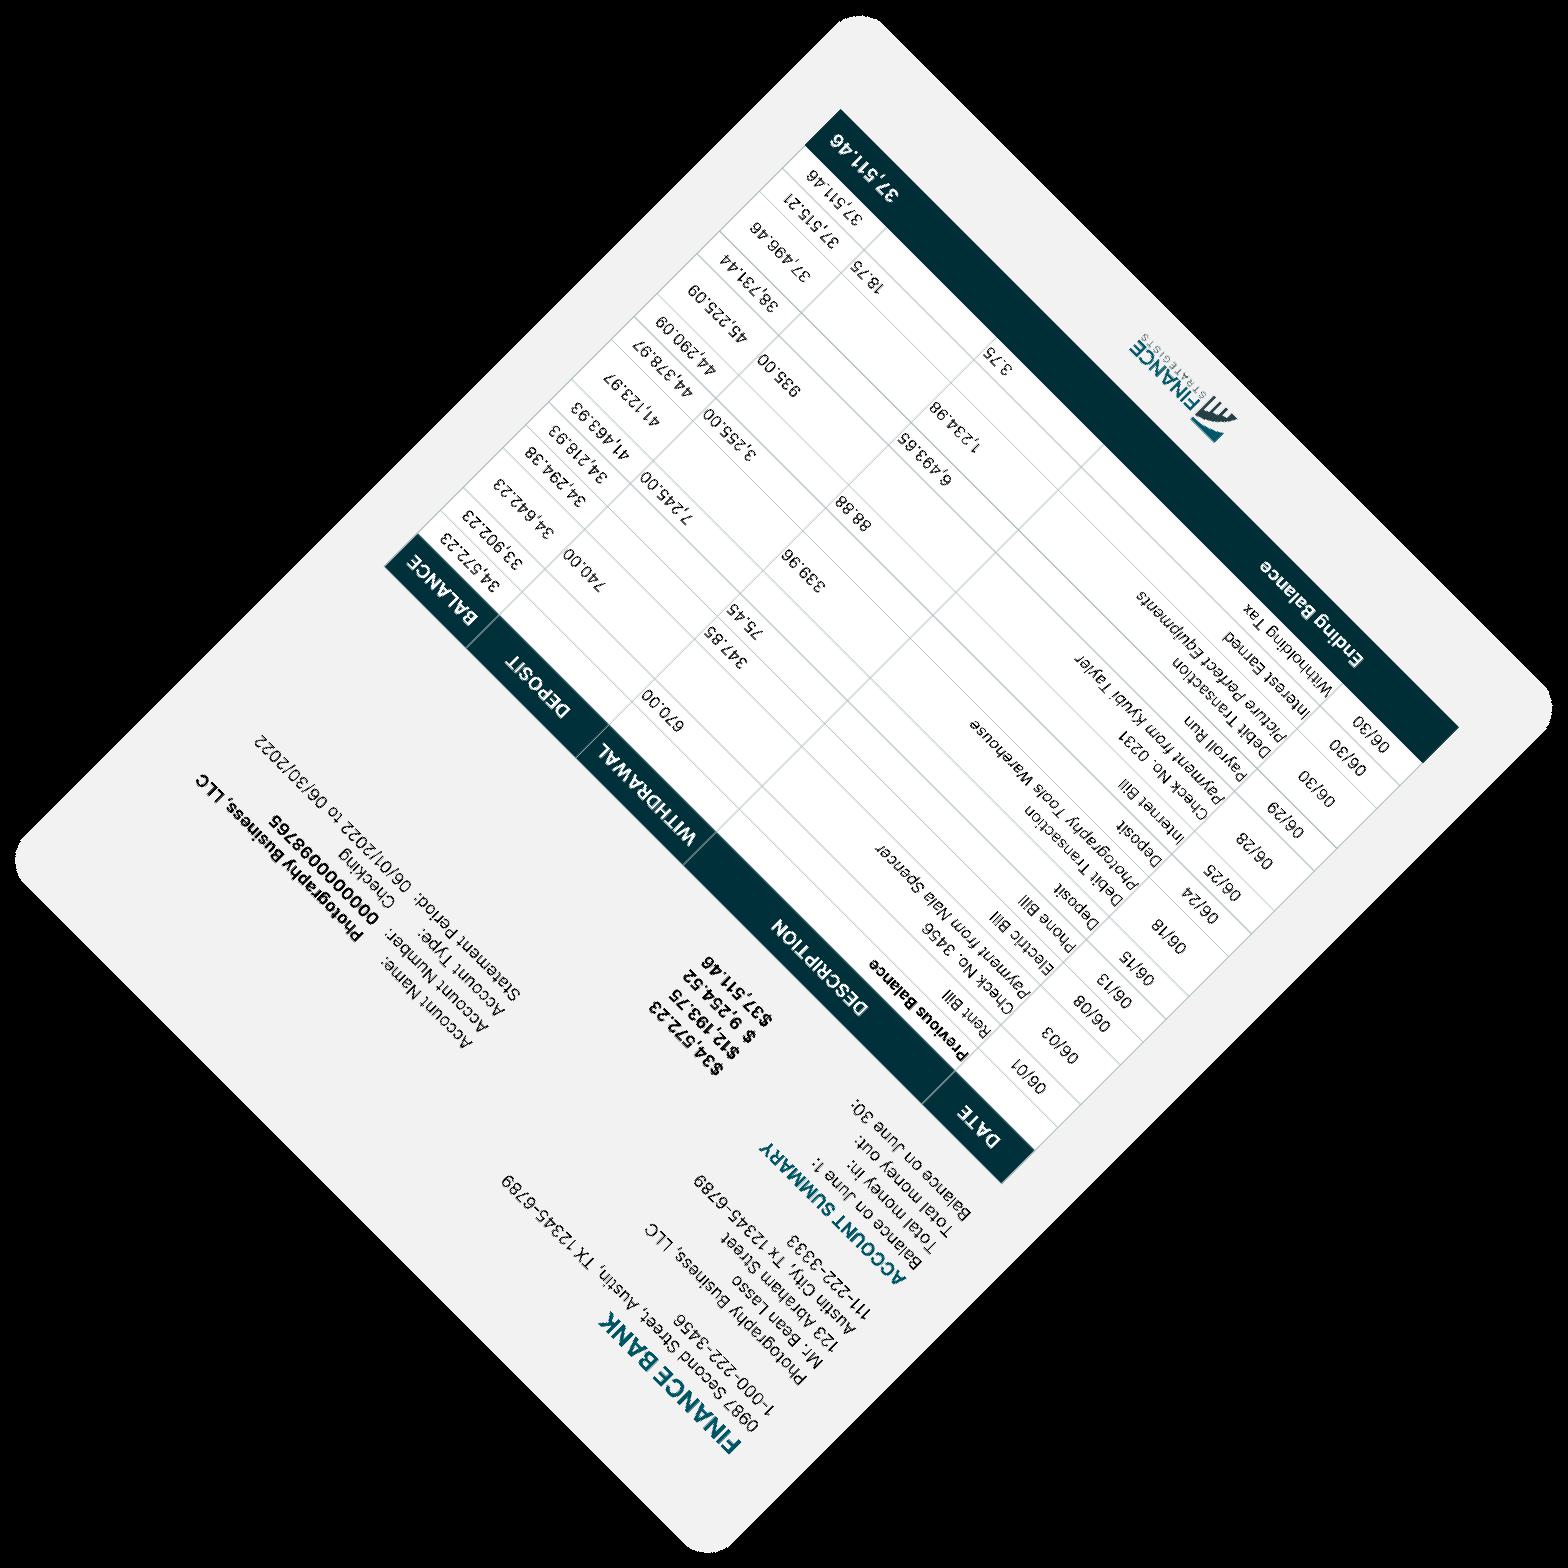 FINANCE BANK
0987 Second Street, Austin, TX 12345-6789
1-000-222-3456
Photography Business, LLC
Mr. Bean Lasso
123 Abraham Street
Austin City, Tx 12345-6789
111-222-3333
Account Name: Photography Business, LLC
Account Number: 000000000098765
Account Type: Checking
Statement Period: 06/01/2022 to 06/30/2022
ACCOUNT SUMMARY
Balance on June 1: $34,572.23
Total money in: $12,193.75
Total money out: $ 9,254.52
Balance on June 30: $37,511.46
DATE DESCRIPTION WITHDRAWAL DEPOSIT BALANCE
Previous Balance 34,572.23
06/01 Rent Bill 670.00 33,902.23
06/03 Check No. 3456 740.00 34,642.23
Payment from Nala Spencer
06/08 Electric Bill 347.85 34,294.38
06/13 Phone Bill 75.45 34,218.93
06/15 Deposit 7,245.00 41,463.93
06/18 Debit Transaction 339.96 41,123.97
Photography Tools Warehouse
06/24 Deposit 3,255.00 44,378.97
06/25 Internet Bill 88.88 44,290.09
06/28 Check No. 0231 935.00 45,225.09
Payment from Kyubi Tayler
06/29 Payroll Run 6,493.65 38,731.44
06/30 Debit Transaction 1,234.98 37,496.46
Picture Perfect Equipments
06/30 Interest Earned 18.75 37,515.21
06/30 Withholding Tax 3.75 37,511.46
Ending Balance 37,511.46
FINANCE
STRATEGISTS